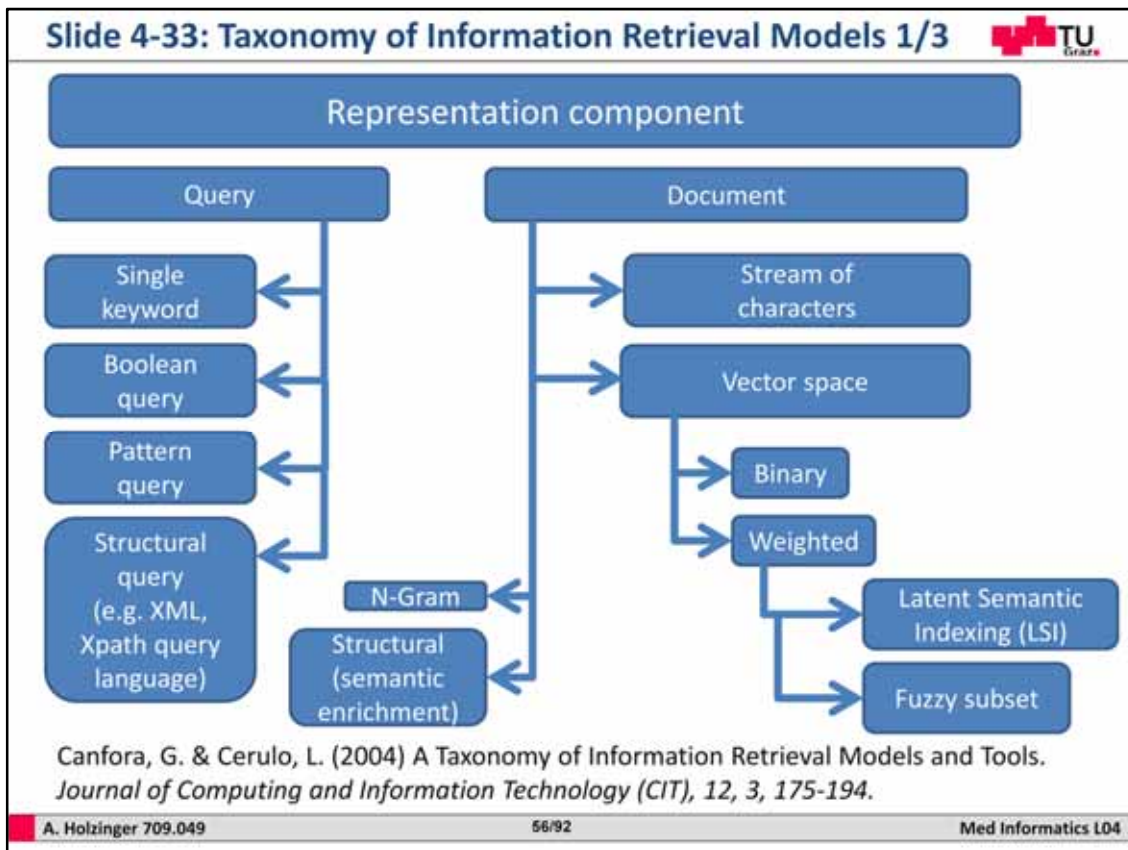 Slide 4-33: Taxonomy of Information Retrieval Models 1/3
TU
Graz
Representation component
Query
Document
Single
keyword
Boolean
query
Pattern
query
Structural
query
(e.g. XML,
Xpath query
language)
Stream of
characters
Vector space
Binary
Weighted
N-Gram
Structural
(semantic
enrichment)
Latent Semantic
Indexing (LSI)
Fuzzy subset
Canfora, G. & Cerulo, L. (2004) A Taxonomy of Information Retrieval Models and Tools.
Journal of Computing and Information Technology (CIT), 12, 3, 175-194.
A. Holzinger 709.049
56/92
Med Informatics L04